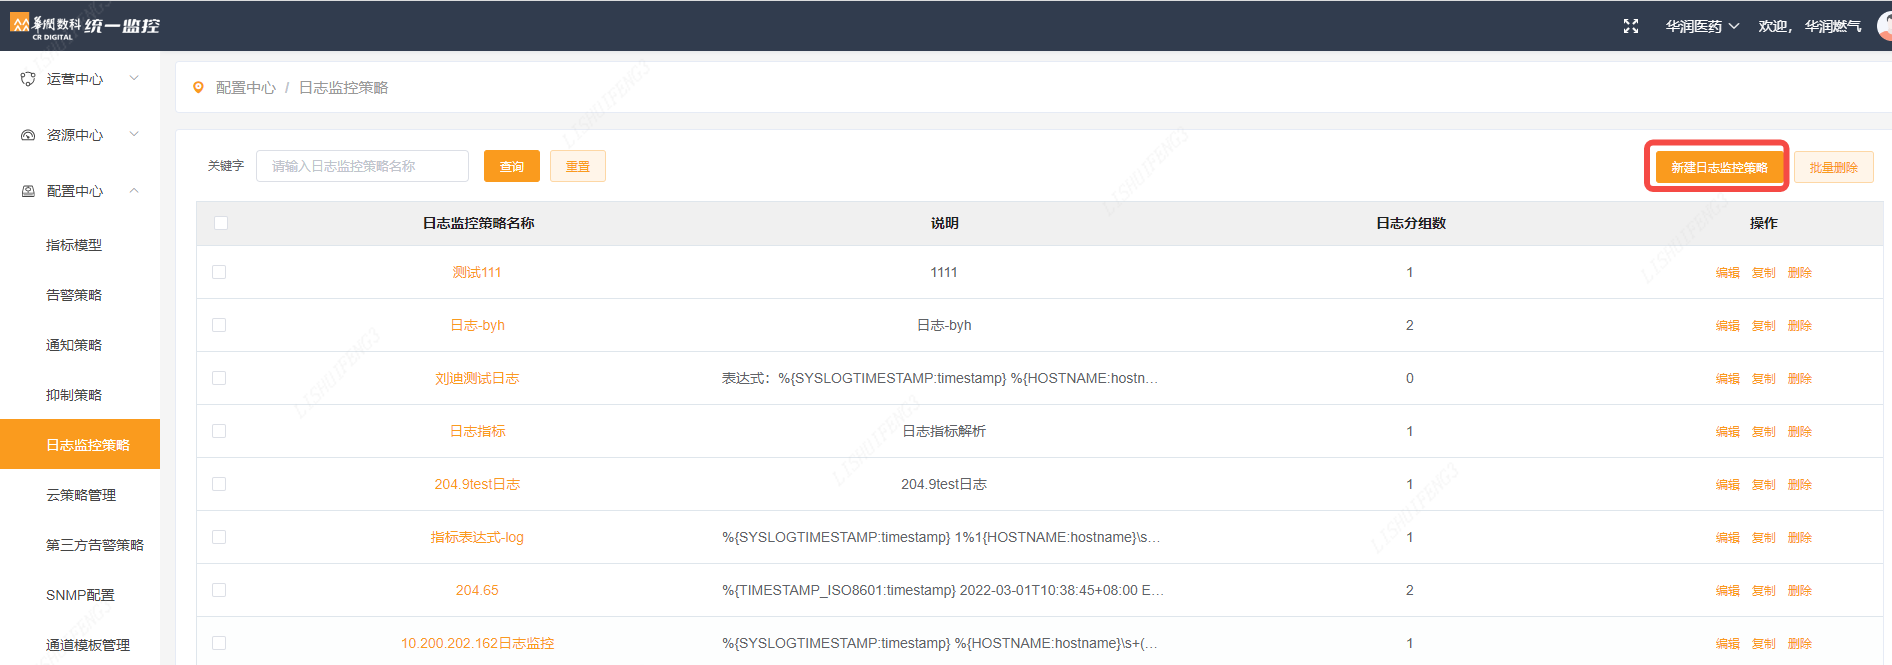 華潤数科 统一监控
CR DIGITAL
华润医药 欢迎, 华润燃气
运营中心
资源中心
配置中心
指标模型
告警策略
通知策略
抑制策略
日志监控策略
云策略管理
第三方告警策略
SNMP配置
通道模板管理
配置中心 / 日志监控策略
关键字 请输入日志监控策略名称 查询 重置 新建日志监控策略 批量删除
日志监控策略名称 说明 日志分组数 操作
测试111 1111 1 编辑 复制 删除
日志-byh 日志-byh 2 编辑 复制 删除
刘迪测试日志 表达式：%{SYSLOGTIMESTAMP:timestamp} %{HOSTNAME:hostn… 0 编辑 复制 删除
日志指标 日志指标解析 1 编辑 复制 删除
204.9test日志 204.9test日志 1 编辑 复制 删除
指标表达式-log %{SYSLOGTIMESTAMP:timestamp} 1%1{HOSTNAME:hostname}\s… 1 编辑 复制 删除
204.65 %{TIMESTAMP_ISO8601:timestamp} 2022-03-01T10:38:45+08:00 E… 2 编辑 复制 删除
10.200.202.162日志监控 %{SYSLOGTIMESTAMP:timestamp} %{HOSTNAME:hostname}\s+(… 1 编辑 复制 删除
LISHUIFENG3
LISHUIFENG3
LISHUIFENG3
LISHUIFENG3
LISHUIFENG3
LISHUIFENG3